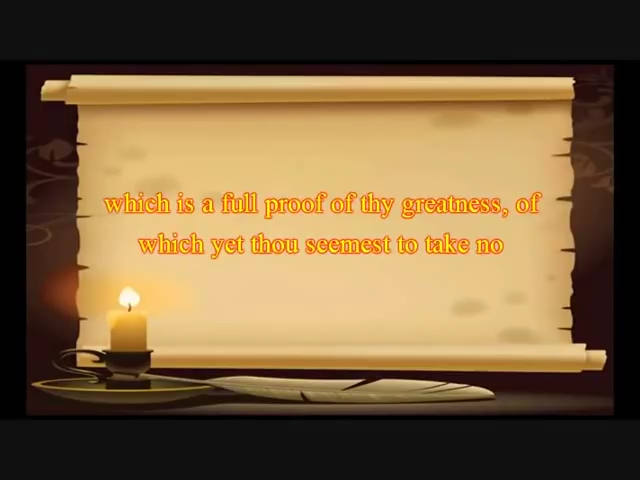 which is a full proof of thy greatness, of
which yet thou seemest to take no